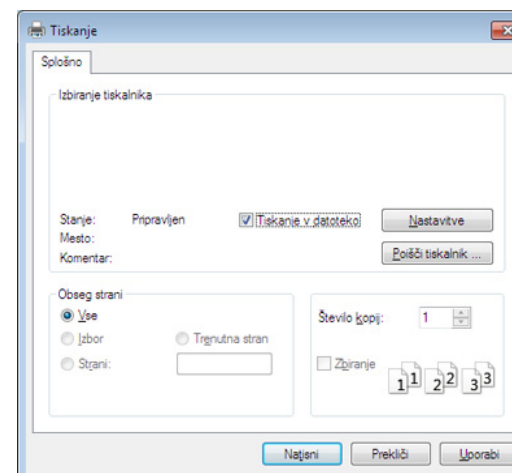 Tiskanje
Splošno
Izbiranje tiskalnika
Stanje: Pripravljen Tiskanje v datoteko Nastavitve
Mesto:
Komentar: Poišči tiskalnik ...
Obseg strani
Vse
Izbor Trenutna stran
Strani:
Število kopij: 1
Zbiranje
1 1 2 2 3 3
Natisni Prekliči Uporabi